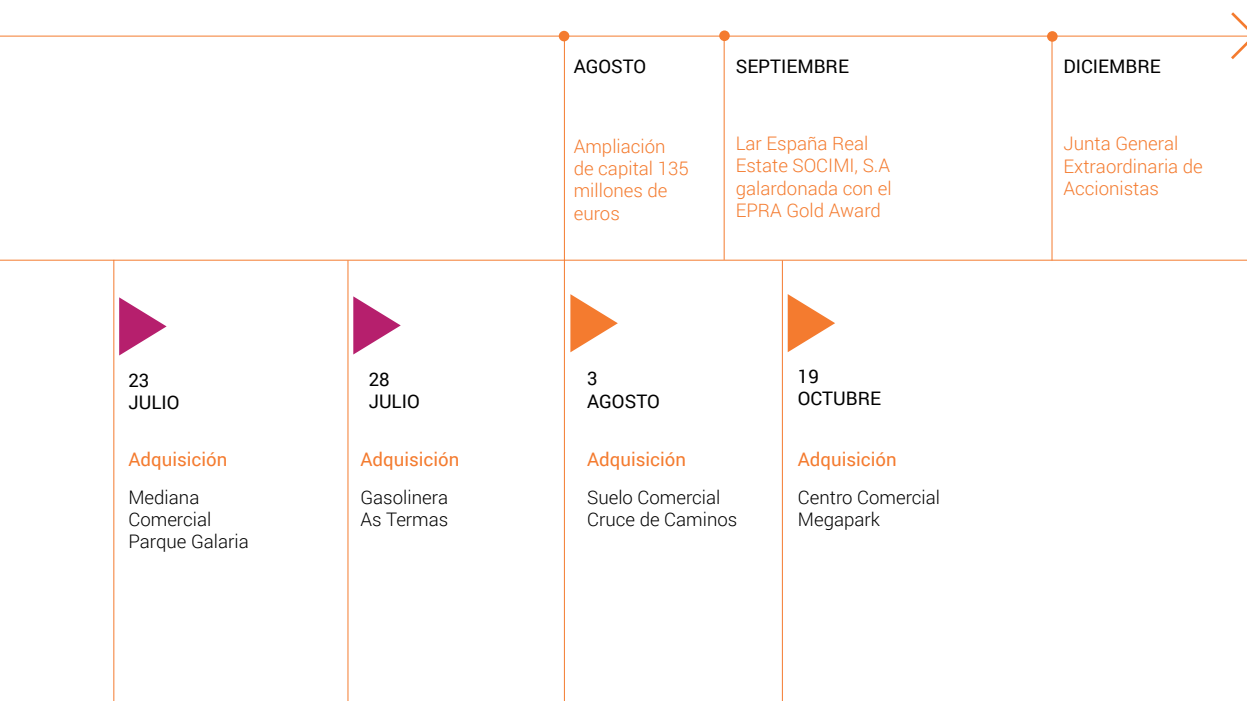 AGOSTO
Ampliación
de capital 135
millones de
euros
SEPTIEMBRE
Lar España Real
Estate SOCIMI, S.A
galardonada con el
EPRA Gold Award
DICIEMBRE
Junta General
Extraordinaria de
Accionistas
23
JULIO
Adquisición
Mediana
Comercial
Parque Galaria
28
JULIO
Adquisición
Gasolinera
As Termas
3
AGOSTO
Adquisición
Suelo Comercial
Cruce de Caminos
19
OCTUBRE
Adquisición
Centro Comercial
Megapark